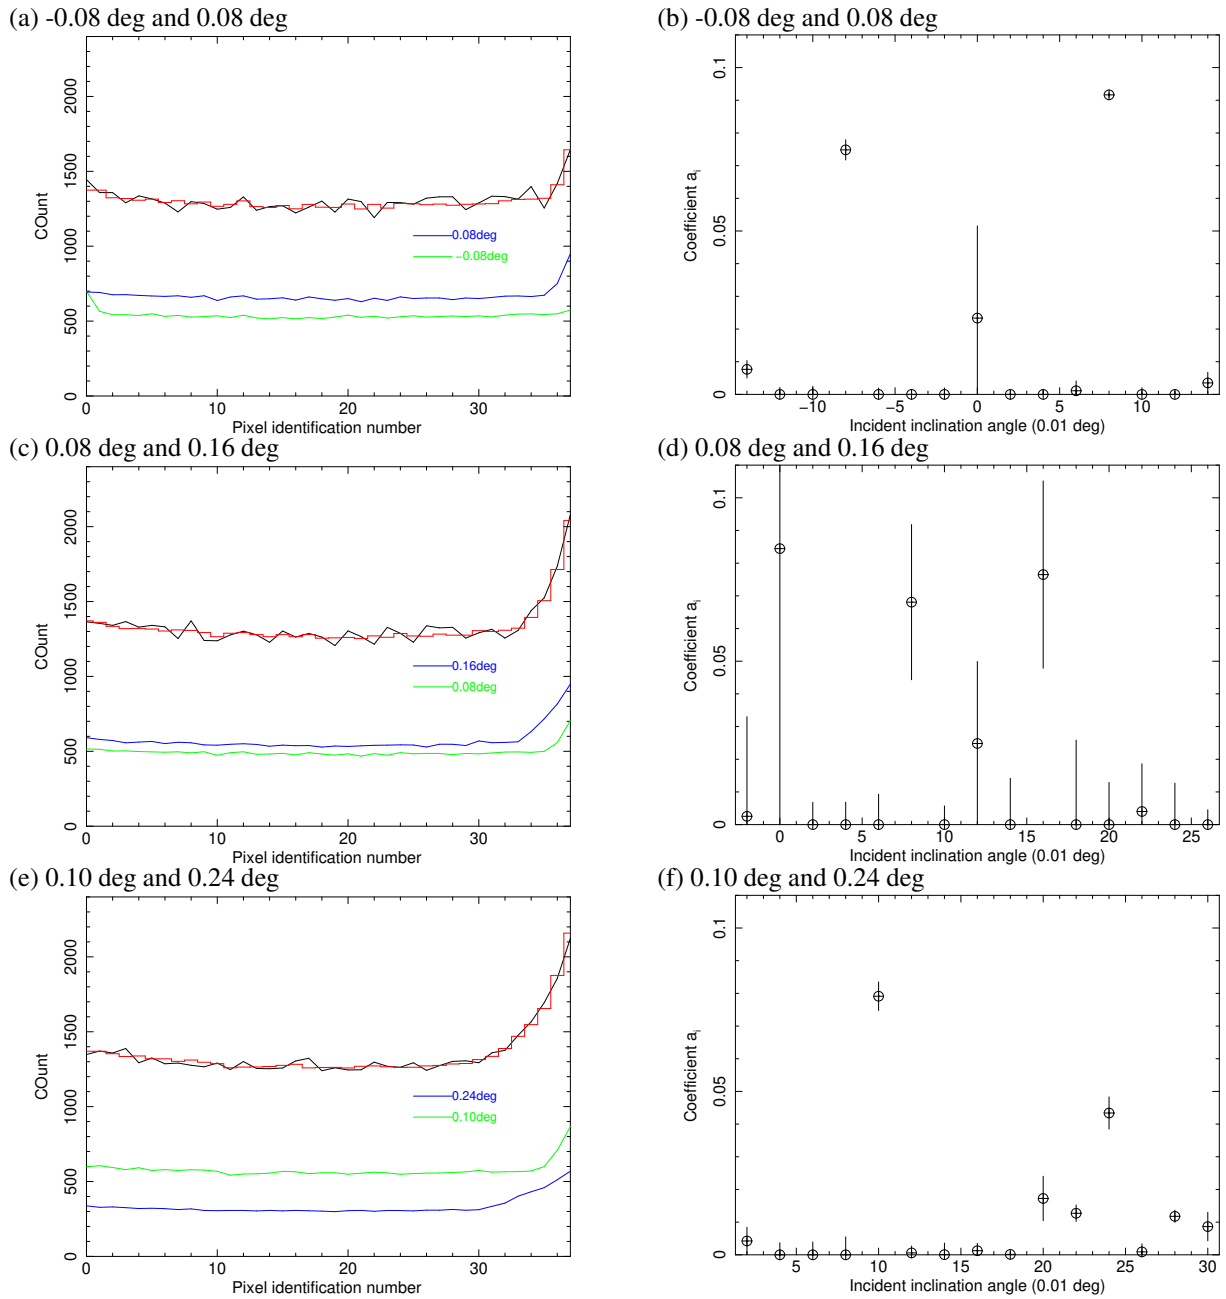 (a) -0.08 deg and 0.08 deg
(b) -0.08 deg and 0.08 deg
COunt
0 500 1000 1500 2000
0.08deg
-0.08deg
0 10 20 30
Pixel identification number
Coefficient aᵢ
0 0.05 0.1
−10 −5 0 5 10
Incident inclination angle (0.01 deg)
(c) 0.08 deg and 0.16 deg
(d) 0.08 deg and 0.16 deg
COunt
0 500 1000 1500 2000
0.16deg
0.08deg
0 10 20 30
Pixel identification number
Coefficient aᵢ
0 0.05 0.1
0 5 10 15 20 25
Incident inclination angle (0.01 deg)
(e) 0.10 deg and 0.24 deg
(f) 0.10 deg and 0.24 deg
COunt
0 500 1000 1500 2000
0.24deg
0.10deg
0 10 20 30
Pixel identification number
Coefficient aᵢ
0 0.05 0.1
5 10 15 20 25 30
Incident inclination angle (0.01 deg)